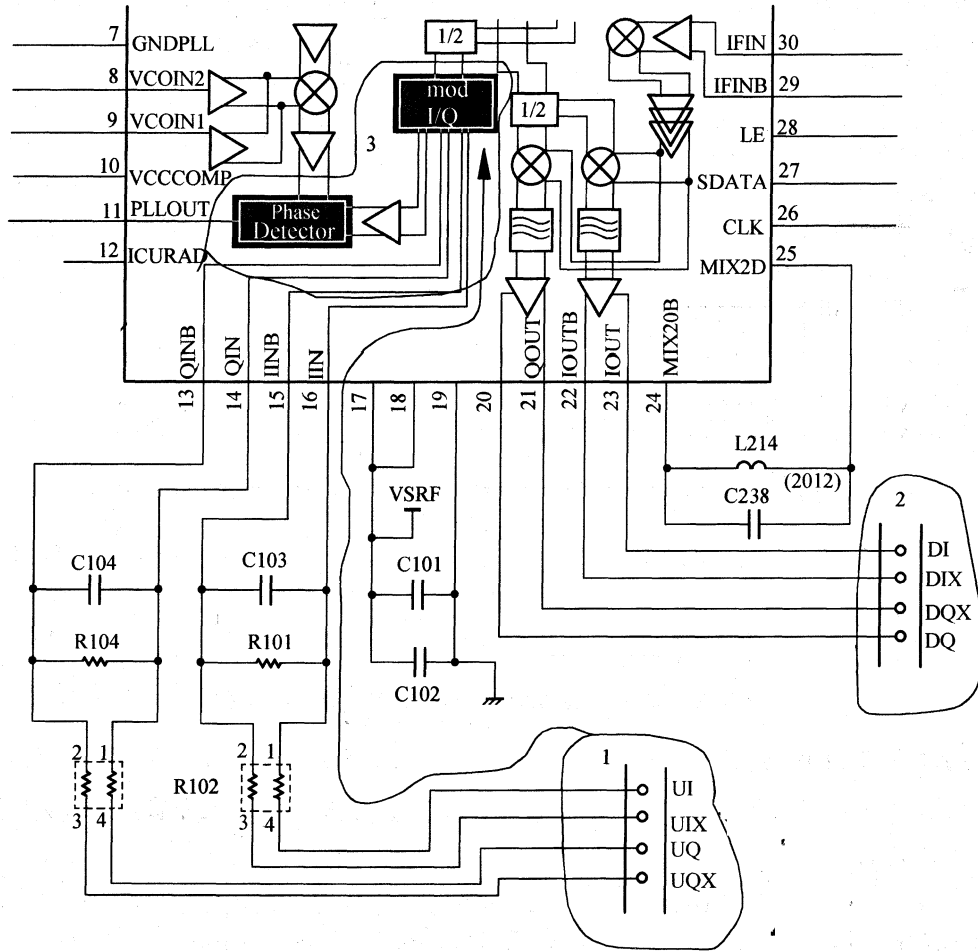 7 GNDPLL
8 VCOIN2
9 VCOIN1
10 VCCCOMP
11 PLLOUT
12 ICURAD
1/2
mod
I/Q
3
Phase
Detector
1/2
IFIN 30
IFINB 29
LE 28
SDATA 27
CLK 26
MIX2D 25
QINB
QIN
IINB
IIN
QOUT
IOUTB
IOUT
MIX20B
13
14
15
16
17
18
19
20
21
22
23
24
L214
(2012)
C238
VSRF
C104
C103
C101
R104
R101
C102
2
DI
DIX
DQX
DQ
2 1
3 4
R102
2 1
3 4
1
UI
UIX
UQ
UQX